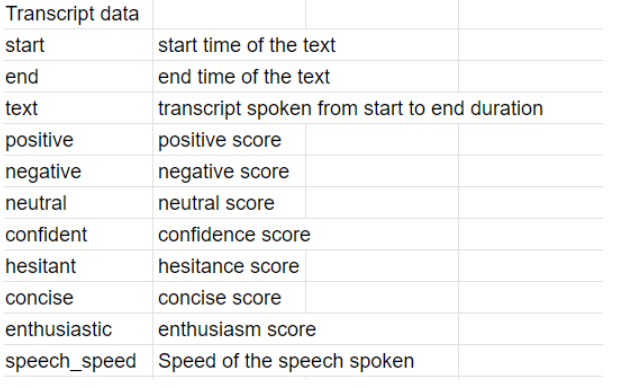 Transcript data
start start time of the text
end end time of the text
text transcript spoken from start to end duration
positive positive score
negative negative score
neutral neutral score
confident confidence score
hesitant hesitance score
concise concise score
enthusiastic enthusiasm score
speech_speed Speed of the speech spoken